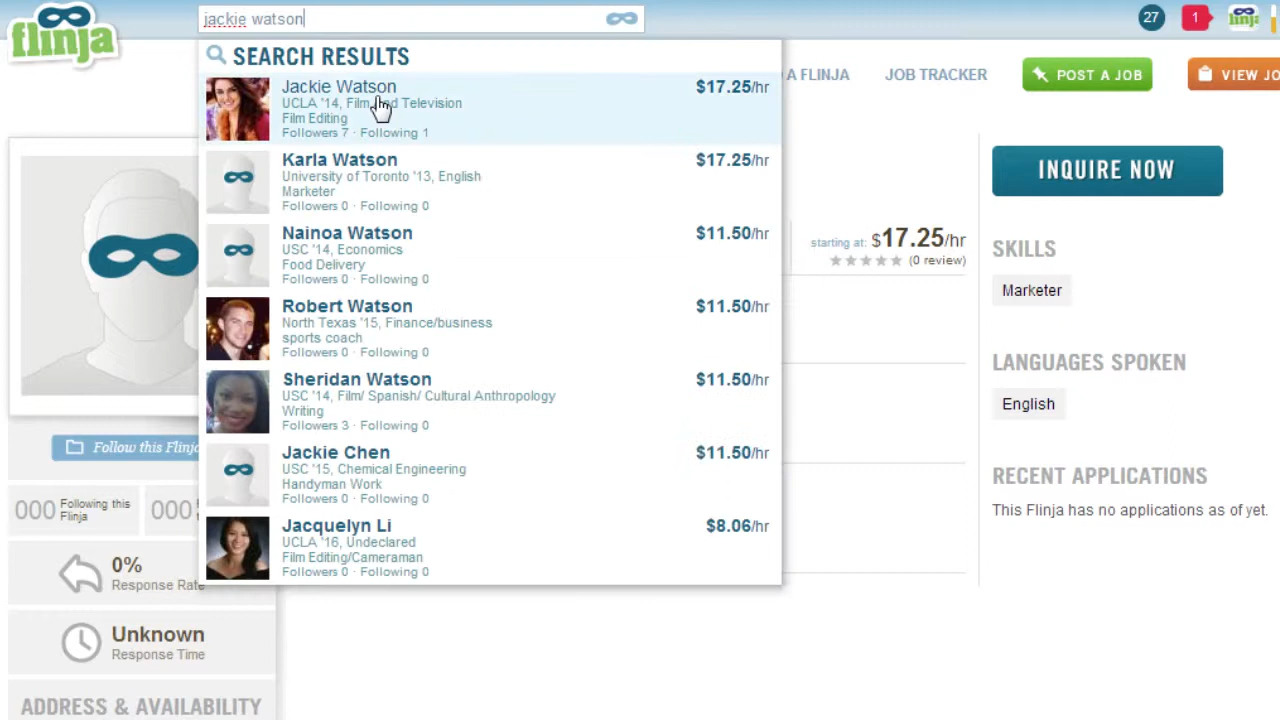 flinja
jackie watson
27
1
flinja
SEARCH RESULTS
Jackie Watson
UCLA '14, Film and Television
Film Editing
Followers 7 · Following 1
$17.25/hr
Karla Watson
University of Toronto '13, English
Marketer
Followers 0 · Following 0
$17.25/hr
Nainoa Watson
USC '14, Economics
Food Delivery
Followers 0 · Following 0
$11.50/hr
Robert Watson
North Texas '15, Finance/business
sports coach
Followers 0 · Following 0
$11.50/hr
Sheridan Watson
USC '14, Film/ Spanish/ Cultural Anthropology
Writing
Followers 3 · Following 0
$11.50/hr
Jackie Chen
USC '15, Chemical Engineering
Handyman Work
Followers 0 · Following 0
$11.50/hr
Jacquelyn Li
UCLA '16, Undeclared
Film Editing/Cameraman
Followers 0 · Following 0
$8.06/hr
A FLINJA
JOB TRACKER
POST A JOB
VIEW JO
starting at: $17.25/hr
(0 review)
INQUIRE NOW
SKILLS
Marketer
LANGUAGES SPOKEN
English
RECENT APPLICATIONS
This Flinja has no applications as of yet.
Follow this Flinja
000 Following this
Flinja
000
0%
Response Rate
Unknown
Response Time
ADDRESS & AVAILABILITY